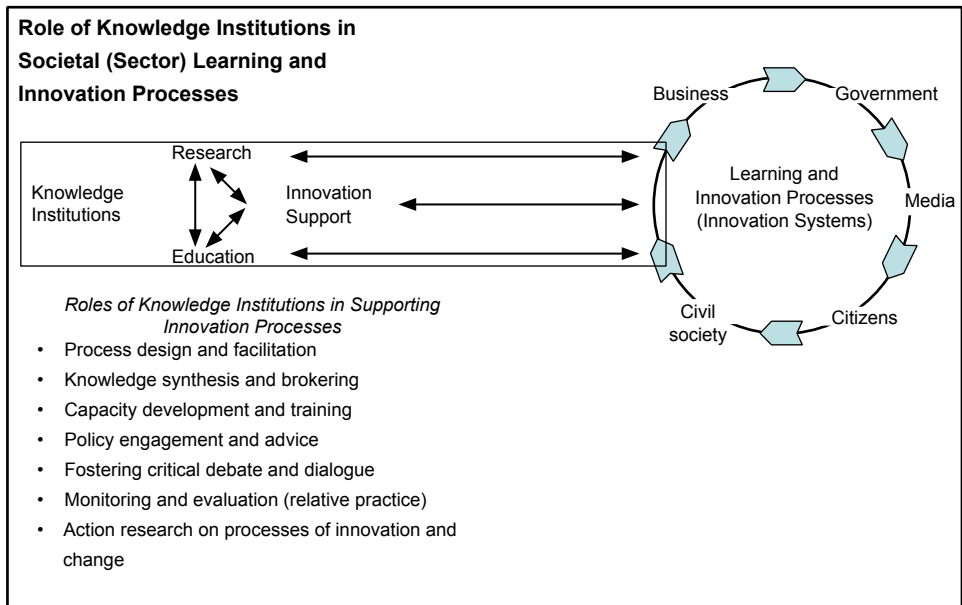 Role of Knowledge Institutions in
Societal (Sector) Learning and
Innovation Processes
Business
Government
Research
Knowledge
Institutions
Innovation
Support
Learning and
Innovation Processes
(Innovation Systems)
Media
Education
Civil
society
Citizens
Roles of Knowledge Institutions in Supporting
Innovation Processes
• Process design and facilitation
• Knowledge synthesis and brokering
• Capacity development and training
• Policy engagement and advice
• Fostering critical debate and dialogue
• Monitoring and evaluation (relative practice)
• Action research on processes of innovation and
change